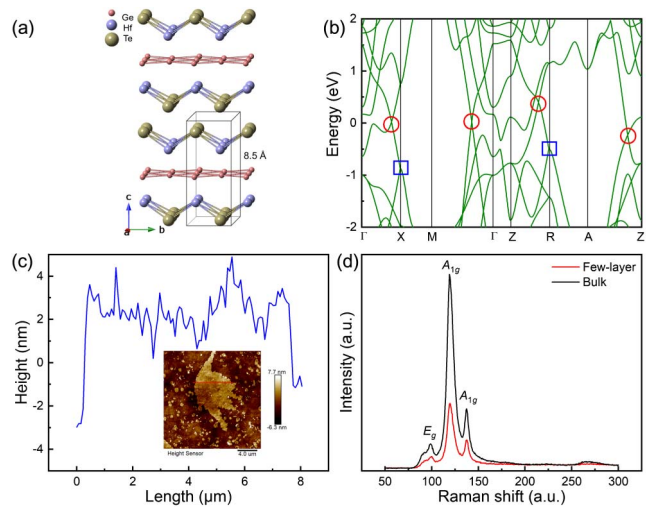 (a)
Ge
Hf
Te
8.5 Å
c
a
b
(b)
Energy (eV)
2
1
0
-1
-2
Γ X M Γ Z R A Z
(c)
Height (nm)
4
2
0
-2
-4
0 2 4 6 8
Length (μm)
7.7 nm
-6.3 nm
Height Sensor
4.0 um
(d)
Intensity (a.u.)
A1g
Few-layer
Bulk
A1g
Eg
50 100 150 200 250 300
Raman shift (a.u.)